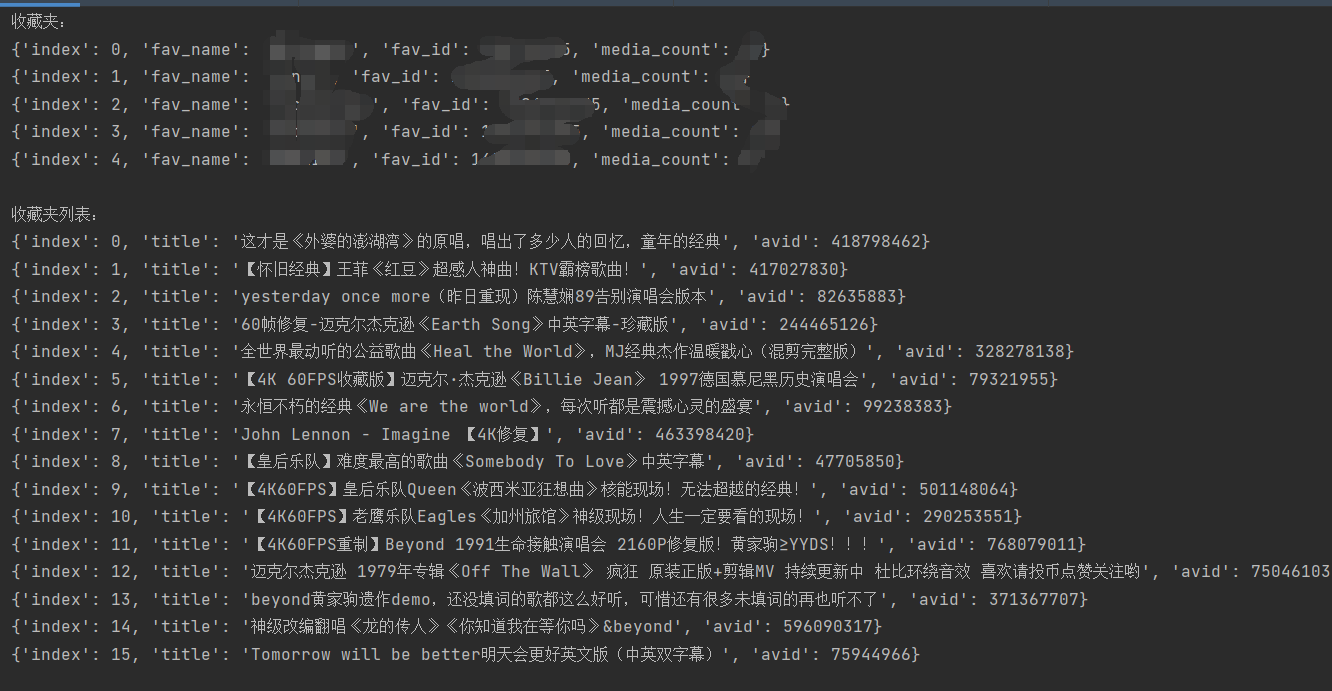 收藏夹:
{'index': 0, 'fav_name': ', 'fav_id': 5, 'media_count': }
{'index': 1, 'fav_name': , 'fav_id': , 'media_count': }
{'index': 2, 'fav_name': ', 'fav_id': 5, 'media_count }
{'index': 3, 'fav_name': ', 'fav_id': 1 , 'media_count':
{'index': 4, 'fav_name': , 'fav_id': 1 , 'media_count':
收藏夹列表:
{'index': 0, 'title': '这才是《外婆的澎湖湾》的原唱，唱出了多少人的回忆，童年的经典', 'avid': 418798462}
{'index': 1, 'title': '【怀旧经典】王菲《红豆》超感人神曲！KTV霸榜歌曲！', 'avid': 417027830}
{'index': 2, 'title': 'yesterday once more（昨日重现）陈慧娴89告别演唱会版本', 'avid': 82635883}
{'index': 3, 'title': '60帧修复-迈克尔杰克逊《Earth Song》中英字幕-珍藏版', 'avid': 244465126}
{'index': 4, 'title': '全世界最动听的公益歌曲《Heal the World》，MJ经典杰作温暖戳心（混剪完整版）', 'avid': 328278138}
{'index': 5, 'title': '【4K 60FPS收藏版】迈克尔·杰克逊《Billie Jean》 1997德国慕尼黑历史演唱会', 'avid': 79321955}
{'index': 6, 'title': '永恒不朽的经典《We are the world》，每次听都是震撼心灵的盛宴', 'avid': 99238383}
{'index': 7, 'title': 'John Lennon - Imagine 【4K修复】', 'avid': 463398420}
{'index': 8, 'title': '【皇后乐队】难度最高的歌曲《Somebody To Love》中英字幕', 'avid': 47705850}
{'index': 9, 'title': '【4K60FPS】皇后乐队Queen《波西米亚狂想曲》核能现场！无法超越的经典！', 'avid': 501148064}
{'index': 10, 'title': '【4K60FPS】老鹰乐队Eagles《加州旅馆》神级现场！人生一定要看的现场！', 'avid': 290253551}
{'index': 11, 'title': '【4K60FPS重制】Beyond 1991生命接触演唱会 2160P修复版！黄家驹≥YYDS！！！', 'avid': 768079011}
{'index': 12, 'title': '迈克尔杰克逊 1979年专辑《Off The Wall》 疯狂 原装正版+剪辑MV 持续更新中 杜比环绕音效 喜欢请投币点赞关注哟', 'avid': 75046103
{'index': 13, 'title': 'beyond黄家驹遗作demo，还没填词的歌都这么好听，可惜还有很多未填词的再也听不了', 'avid': 371367707}
{'index': 14, 'title': '神级改编翻唱《龙的传人》《你知道我在等你吗》&beyond', 'avid': 596090317}
{'index': 15, 'title': 'Tomorrow will be better明天会更好英文版（中英双字幕）', 'avid': 75944966}